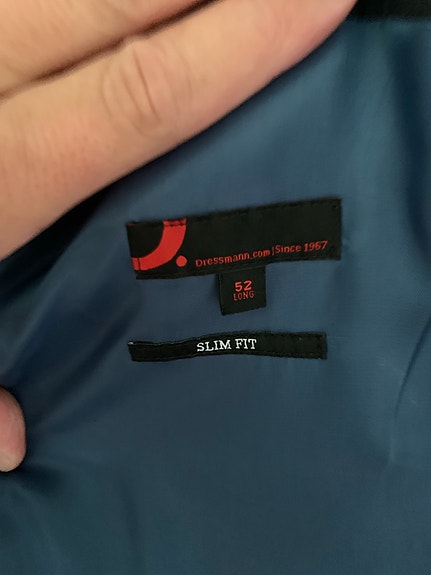 Dressmann.com|Since 1967
52
LONG
SLIM FIT